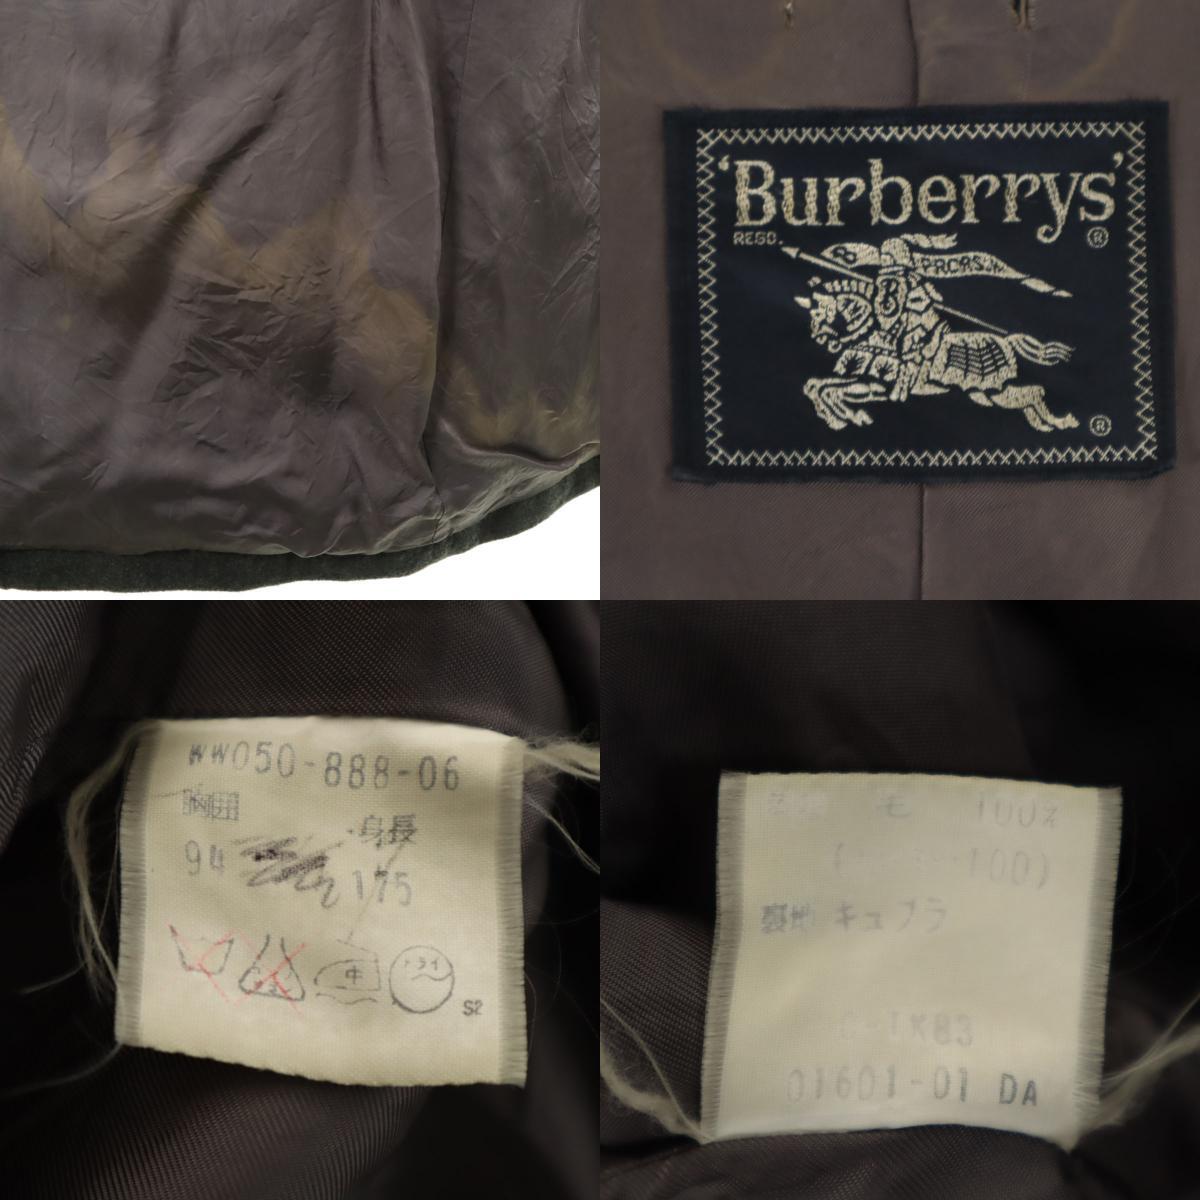 'Burberrys'
REGD.
®
PRORSUM
®
WW050-888-06
胸囲
身長
94
175
中
ドライ
S2
毛 100%
100)
裏地 キュプラ
01601-01 DA